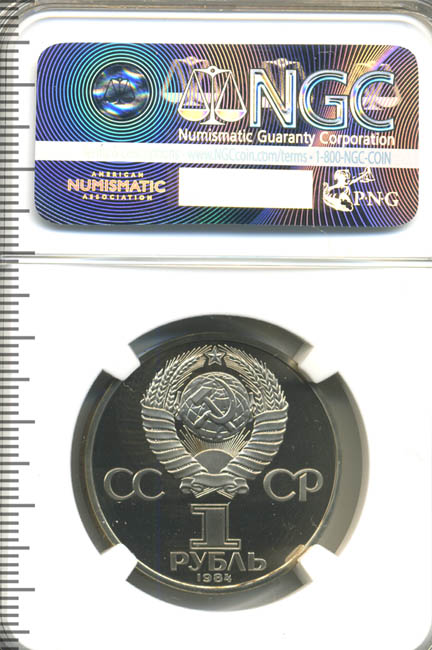 NGC
Numismatic Guaranty Corporation
www.NGCcoin.com/terms • 1-800-NGC-COIN
AMERICAN
NUMISMATIC
ASSOCIATION
P·N·G
СС СР
1
РУБЛЬ
1984